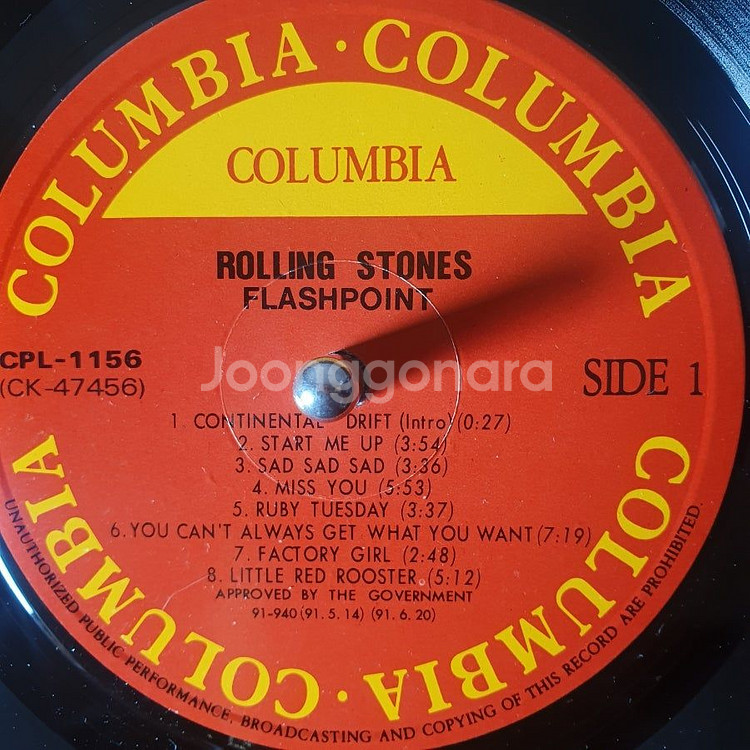 COLUMBIA · COLUMBIA
COLUMBIA
ROLLING STONES
FLASHPOINT
CPL-1156
(CK-47456)
Joonggonara
SIDE 1
1. CONTINENTAL DRIFT (Intro) (0:27)
2. START ME UP (3:54)
3. SAD SAD SAD (3:36)
4. MISS YOU (5:53)
5. RUBY TUESDAY (3:37)
6. YOU CAN'T ALWAYS GET WHAT YOU WANT (7:19)
7. FACTORY GIRL (2:48)
8. LITTLE RED ROOSTER (5:12)
APPROVED BY THE GOVERNMENT
91-940 (91. 5. 14) (91. 6. 20)
COLUMBIA · COLUMBIA
UNAUTHORIZED PUBLIC PERFORMANCE, BROADCASTING AND COPYING OF THIS RECORD ARE PROHIBITED.